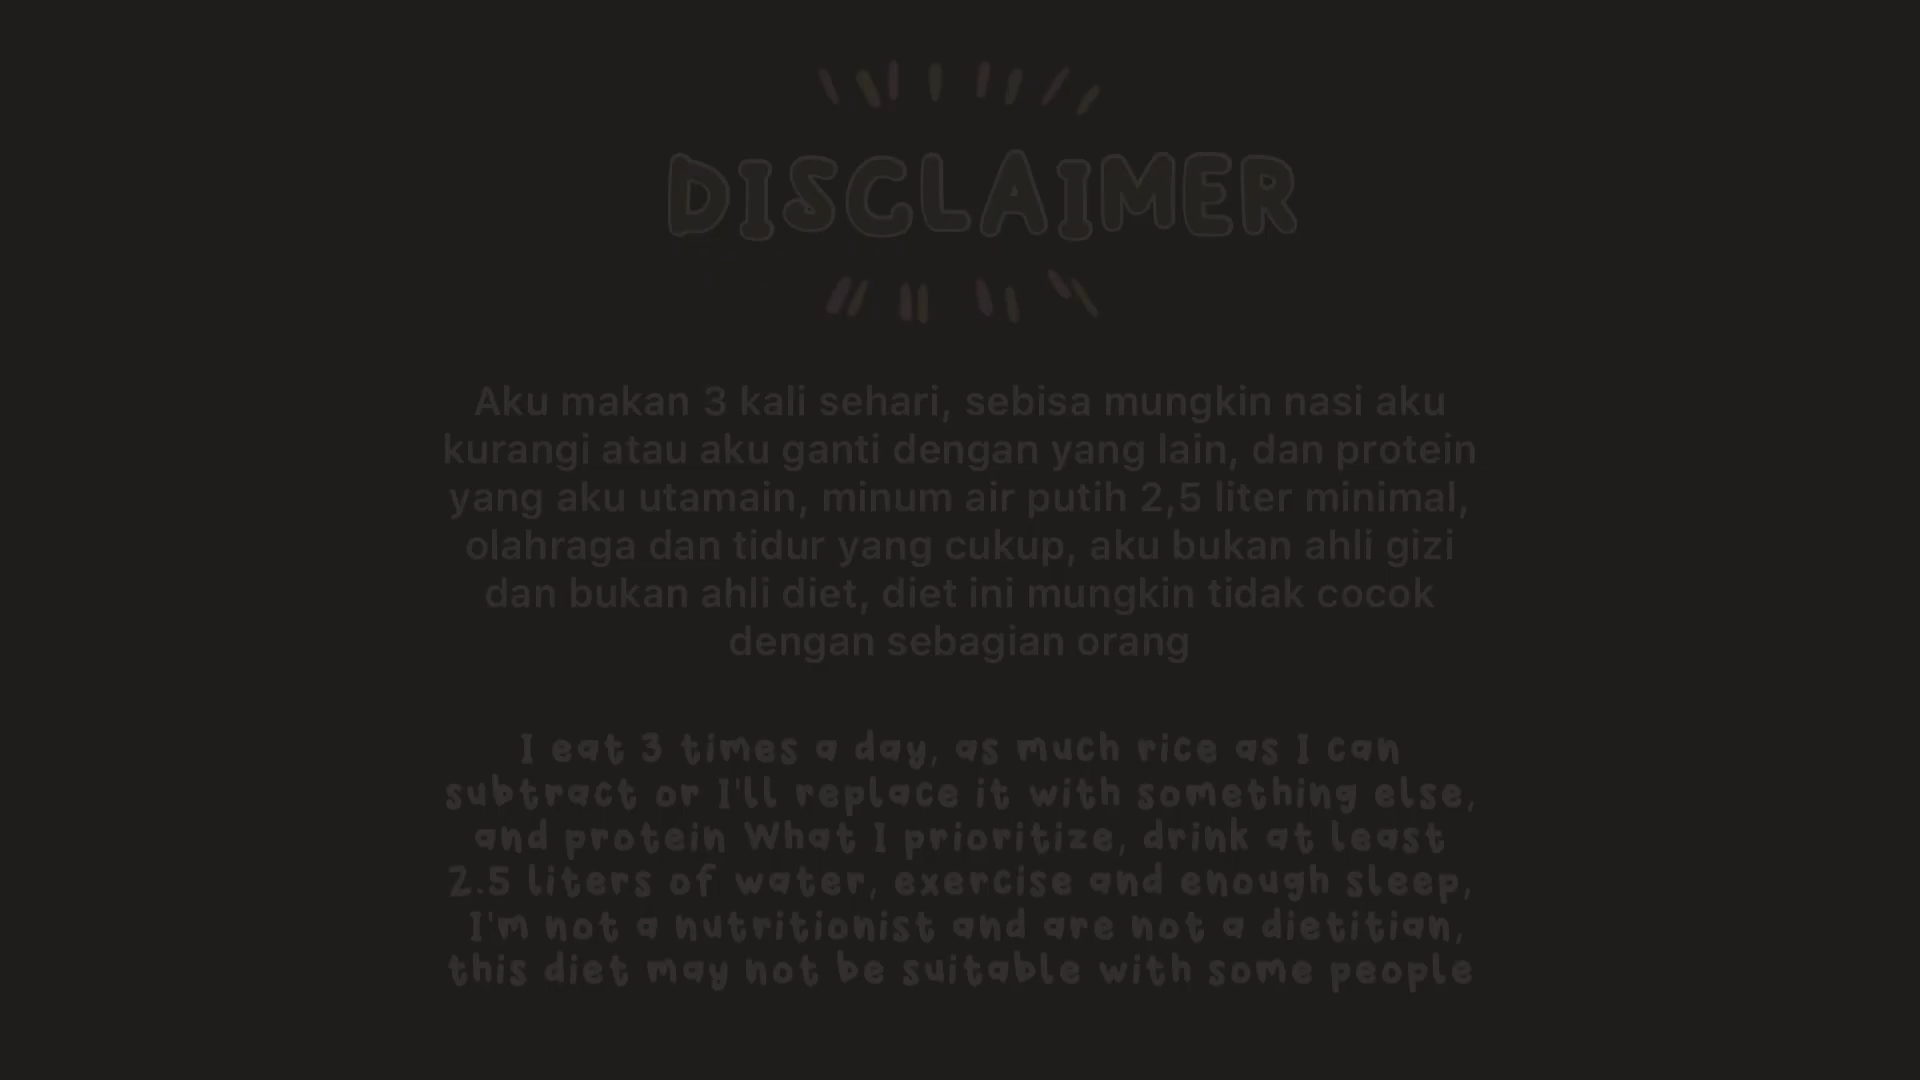 DISCLAIMER
Aku makan 3 kali sehari, sebisa mungkin nasi aku
kurangi atau aku ganti dengan yang lain, dan protein
yang aku utamain, minum air putih 2,5 liter minimal,
olahraga dan tidur yang cukup, aku bukan ahli gizi
dan bukan ahli diet, diet ini mungkin tidak cocok
dengan sebagian orang
I eat 3 times a day, as much rice as I can
subtract or I'll replace it with something else,
and protein What I prioritize, drink at least
2.5 liters of water, exercise and enough sleep,
I'm not a nutritionist and are not a dietitian,
this diet may not be suitable with some people